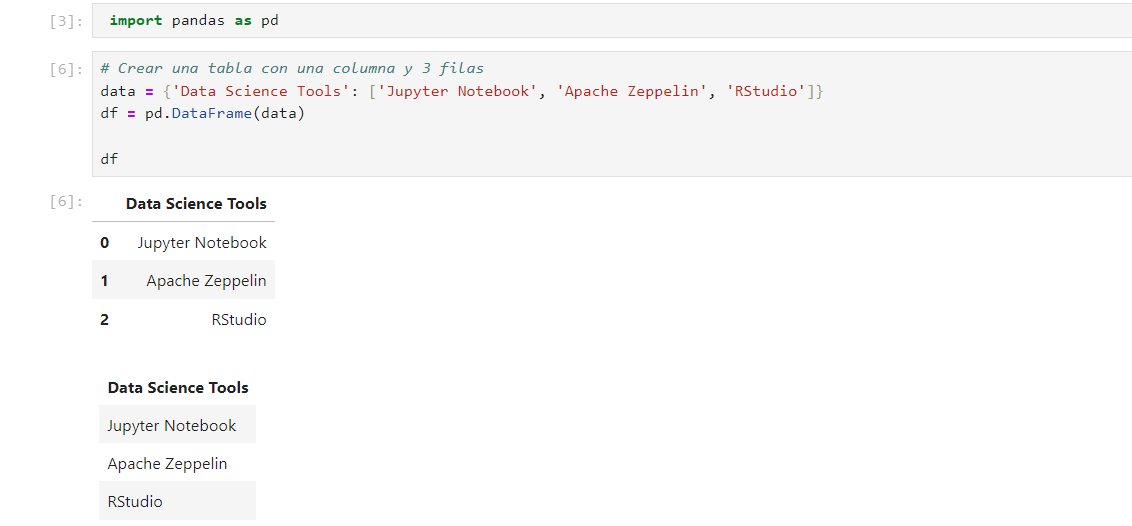 [3]: import pandas as pd
[6]: # Crear una tabla con una columna y 3 filas
data = {'Data Science Tools': ['Jupyter Notebook', 'Apache Zeppelin', 'RStudio']}
df = pd.DataFrame(data)
df
[6]: Data Science Tools
0 Jupyter Notebook
1 Apache Zeppelin
2 RStudio
Data Science Tools
Jupyter Notebook
Apache Zeppelin
RStudio